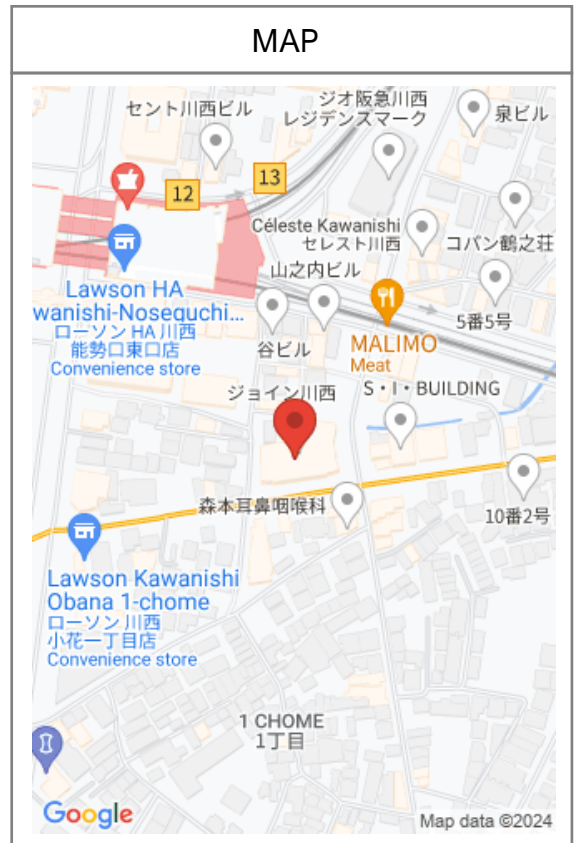 MAP
セント川西ビル
ジオ阪急川西
レジデンスマーク
泉ビル
12
13
Céleste Kawanishi
セレスト川西
コパン鶴之荘
山之内ビル
Lawson HA
wanishi-Noseguchi...
ローソン HA 川西
能勢口東口店
Convenience store
谷ビル
MALIMO
Meat
5番5号
ジョイン川西
S・I・BUILDING
森本耳鼻咽喉科
10番2号
Lawson Kawanishi
Obana 1-chome
ローソン 川西
小花一丁目店
Convenience store
1 CHOME
1丁目
Google
Map data ©2024